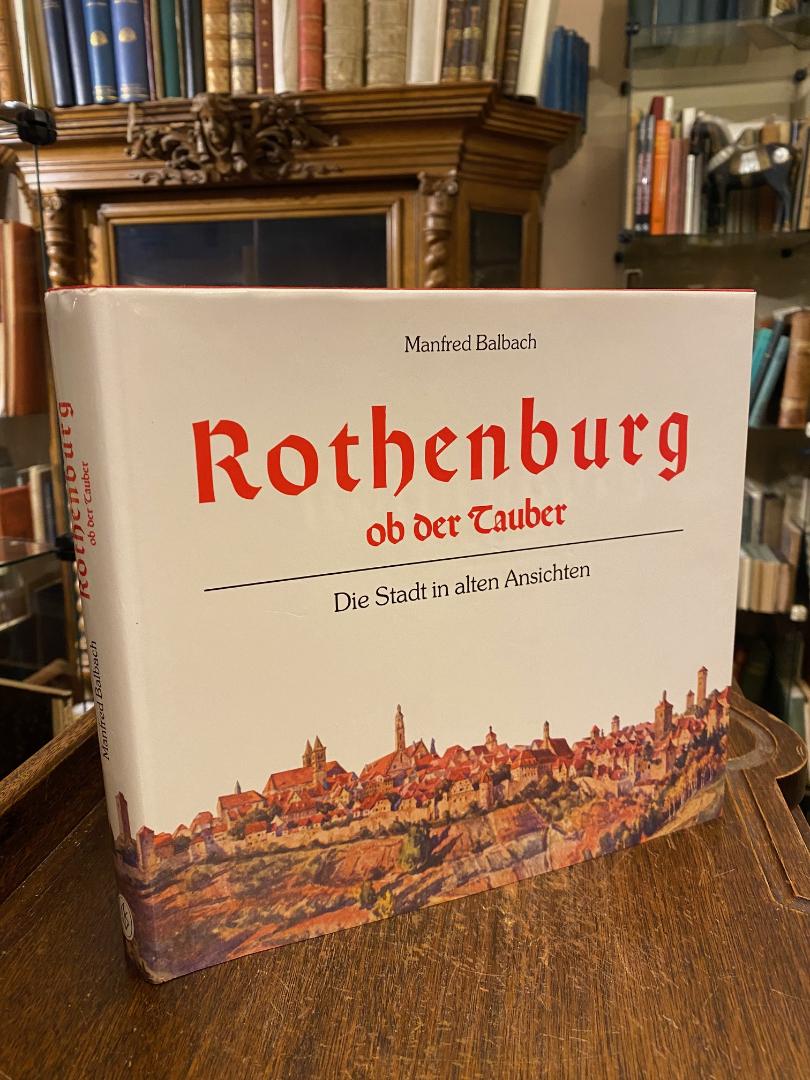 Manfred Balbach
Rothenburg
ob der Tauber
Die Stadt in alten Ansichten
Rothenburg
ob der Tauber
Manfred Balbach